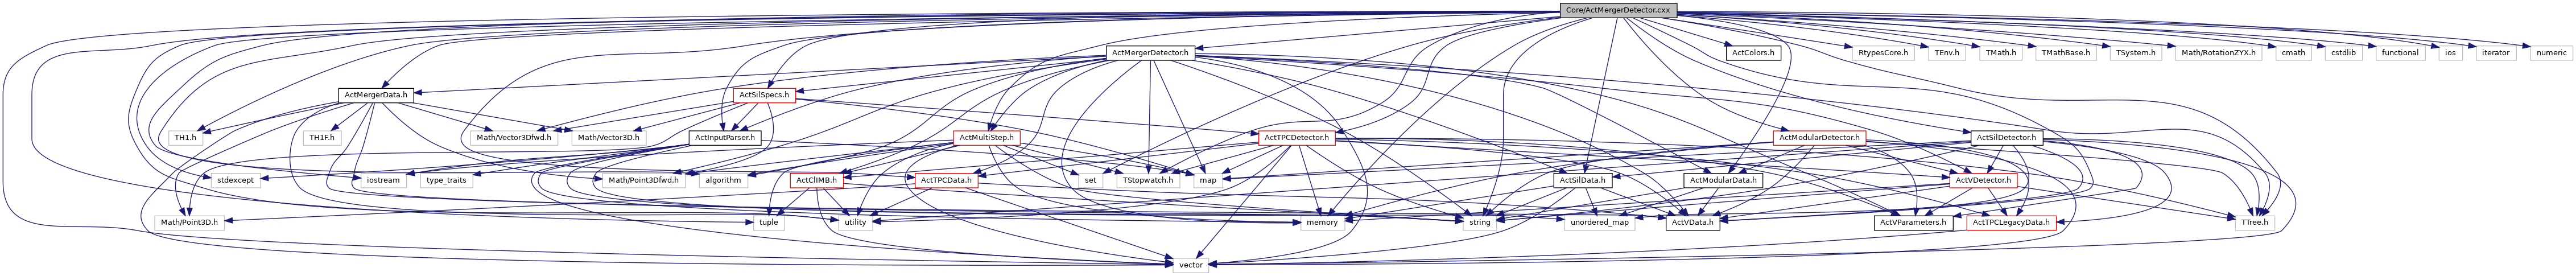 Core/ActMergerDetector.cxx
ActMergerDetector.h
ActColors.h
RtypesCore.h
TEnv.h
TMath.h
TMathBase.h
TSystem.h
Math/RotationZYX.h
cmath
cstdlib
functional
ios
iterator
numeric
ActMergerData.h
ActSilSpecs.h
TH1.h
TH1F.h
Math/Vector3Dfwd.h
Math/Vector3D.h
ActInputParser.h
ActMultiStep.h
ActTPCDetector.h
ActModularDetector.h
ActSilDetector.h
stdexcept
iostream
type_traits
Math/Point3Dfwd.h
algorithm
ActClIMB.h
ActTPCData.h
set
TStopwatch.h
map
ActSilData.h
ActModularData.h
ActVDetector.h
Math/Point3D.h
tuple
utility
memory
string
unordered_map
ActVData.h
ActVParameters.h
ActTPCLegacyData.h
TTree.h
vector